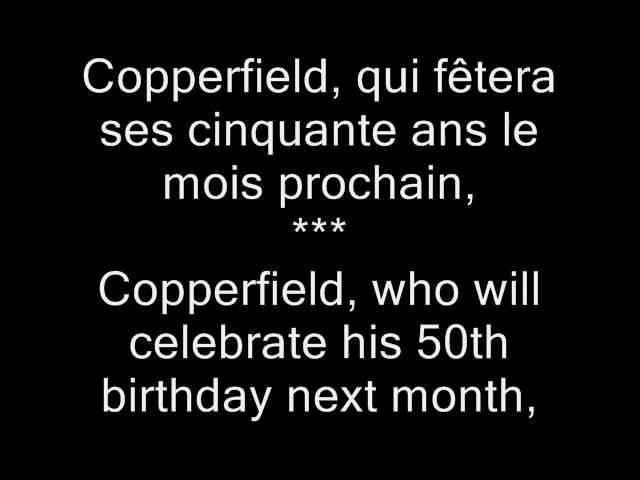 Copperfield, qui fêtera
ses cinquante ans le
mois prochain,
***
Copperfield, who will
celebrate his 50th
birthday next month,